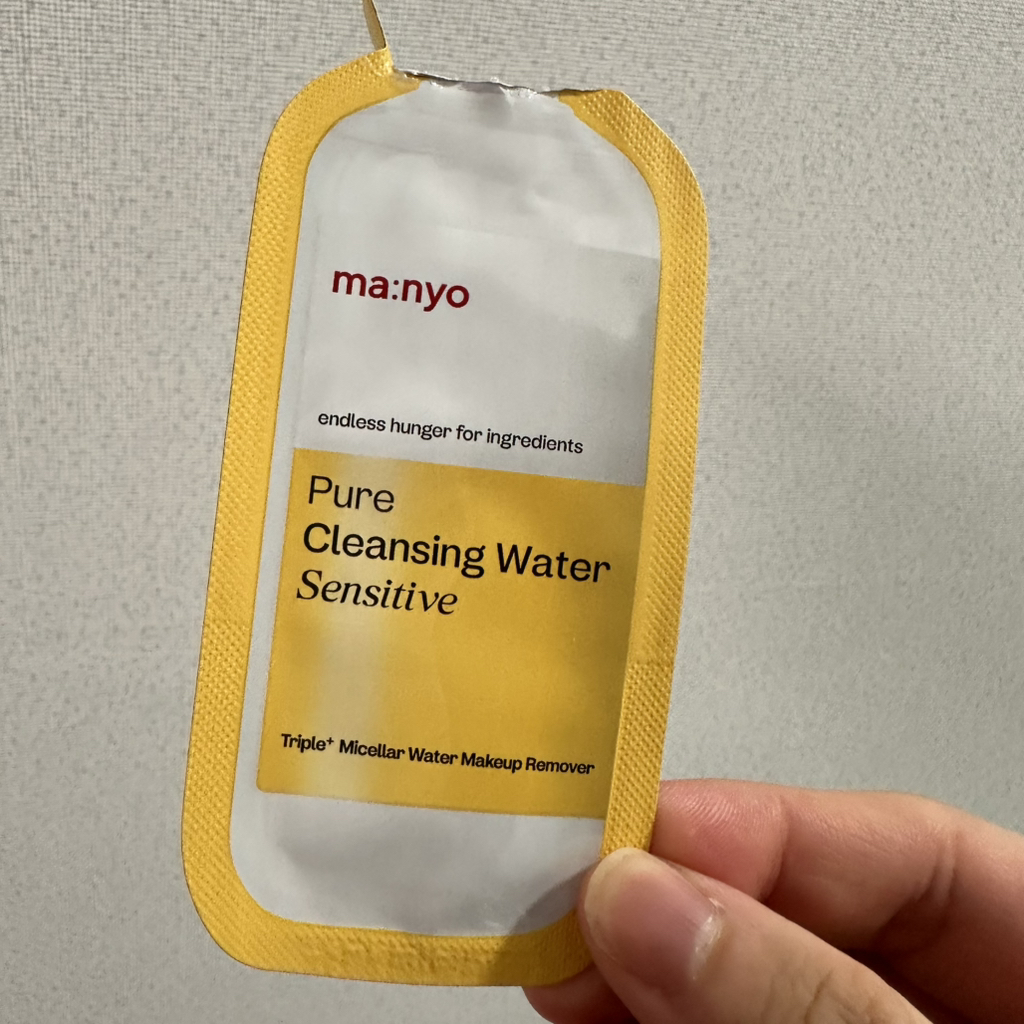 ma:nyo
endless hunger for ingredients
Pure
Cleansing Water
Sensitive
Triple⁺ Micellar Water Makeup Remover